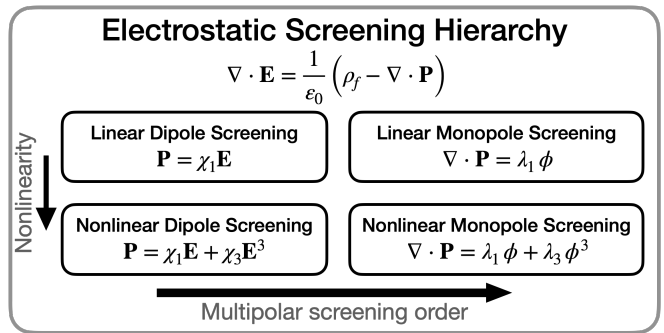 Electrostatic Screening Hierarchy
∇ · E = 1/ε₀ (ρ_f − ∇ · P)
Nonlinearity
Linear Dipole Screening
P = χ₁E
Linear Monopole Screening
∇ · P = λ₁ ϕ
Nonlinear Dipole Screening
P = χ₁E + χ₃E³
Nonlinear Monopole Screening
∇ · P = λ₁ ϕ + λ₃ ϕ³
Multipolar screening order